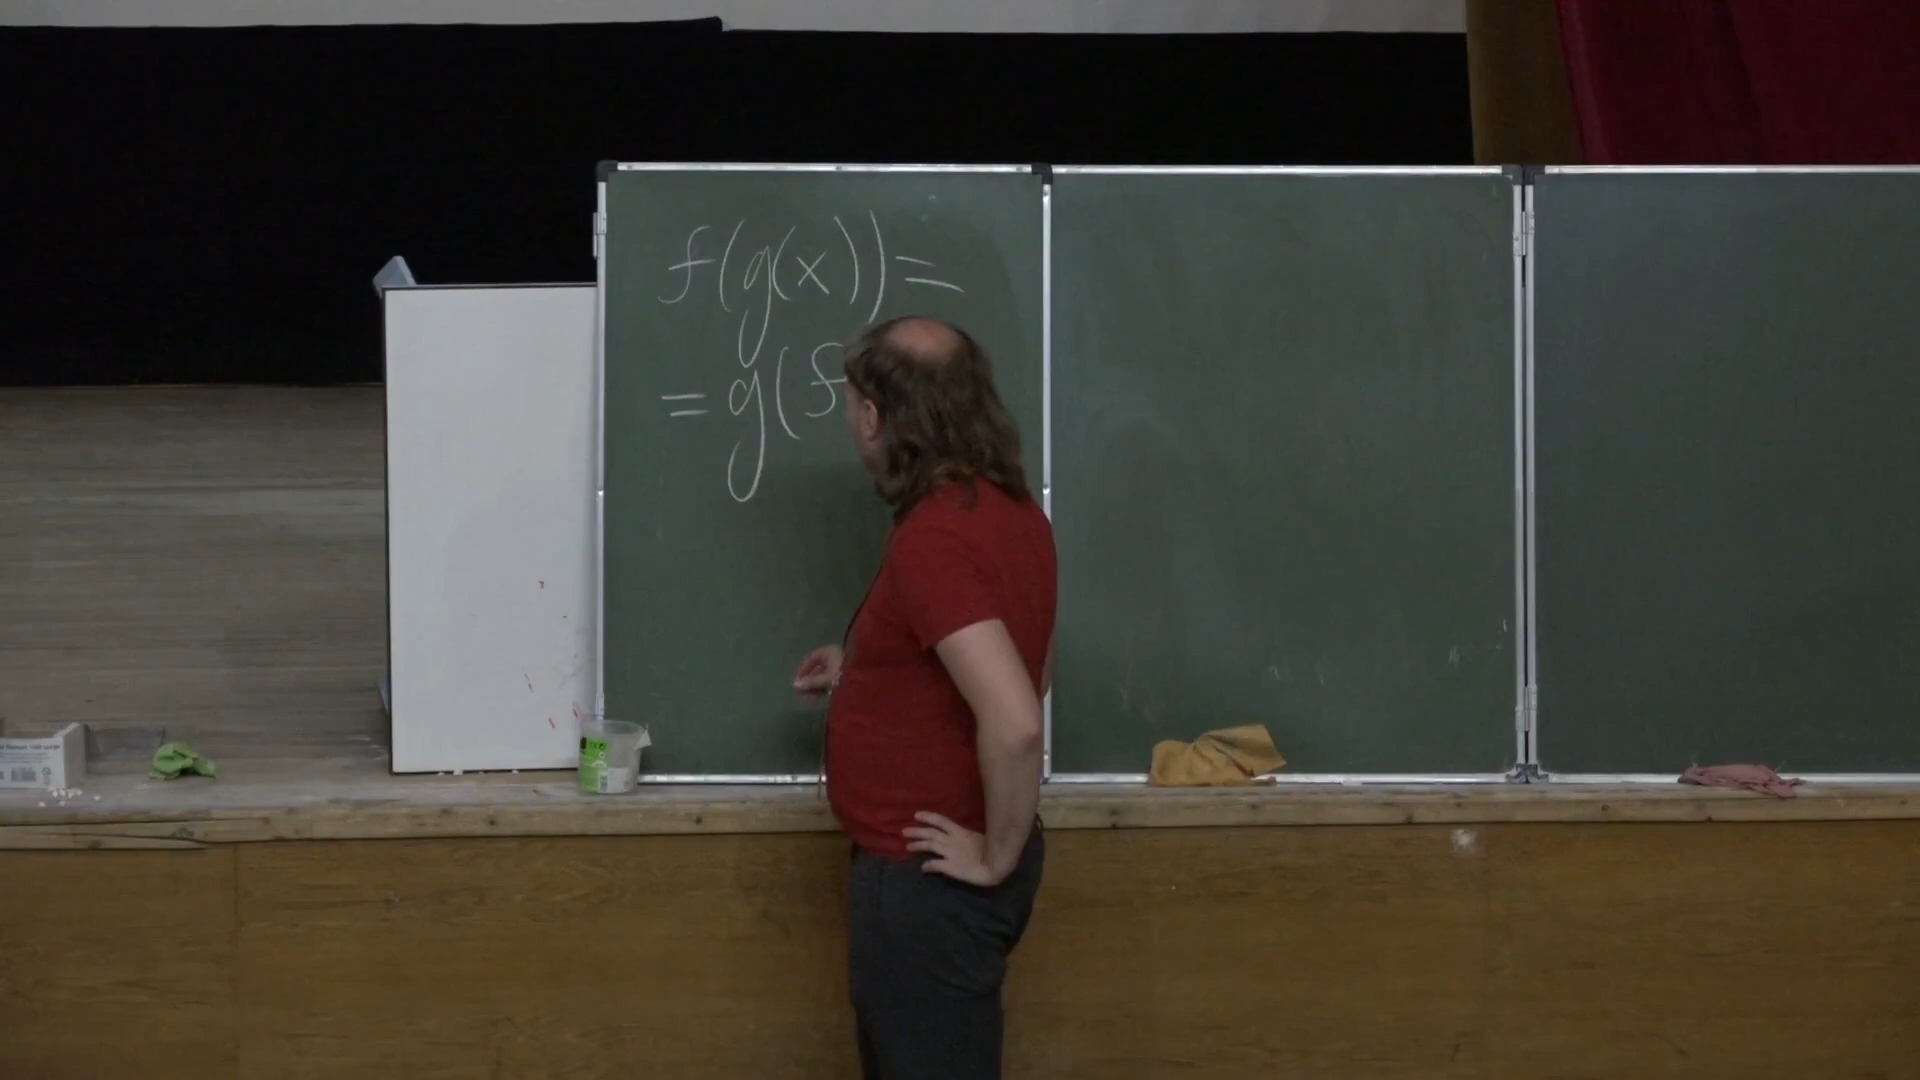 f(g(x))=
= g(f